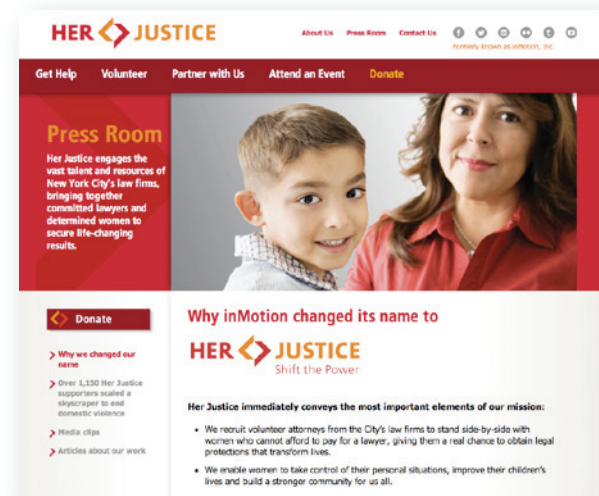 HER JUSTICE
About Us Press Room Contact Us
Formerly known as inMotion, Inc.
Get Help Volunteer Partner with Us Attend an Event Donate
Press Room
Her Justice engages the
vast talent and resources of
New York City's law firms,
bringing together
committed lawyers and
determined women to
secure life-changing
results.
Donate
Why we changed our
name
Over 1,150 Her Justice
supporters scaled a
skyscraper to end
domestic violence
Media clips
Articles about our work
Why inMotion changed its name to
HER JUSTICE
Shift the Power
Her Justice immediately conveys the most important elements of our mission:
• We recruit volunteer attorneys from the City's law firms to stand side-by-side with
women who cannot afford to pay for a lawyer, giving them a real chance to obtain legal
protections that transform lives.
• We enable women to take control of their personal situations, improve their children's
lives and build a stronger community for us all.